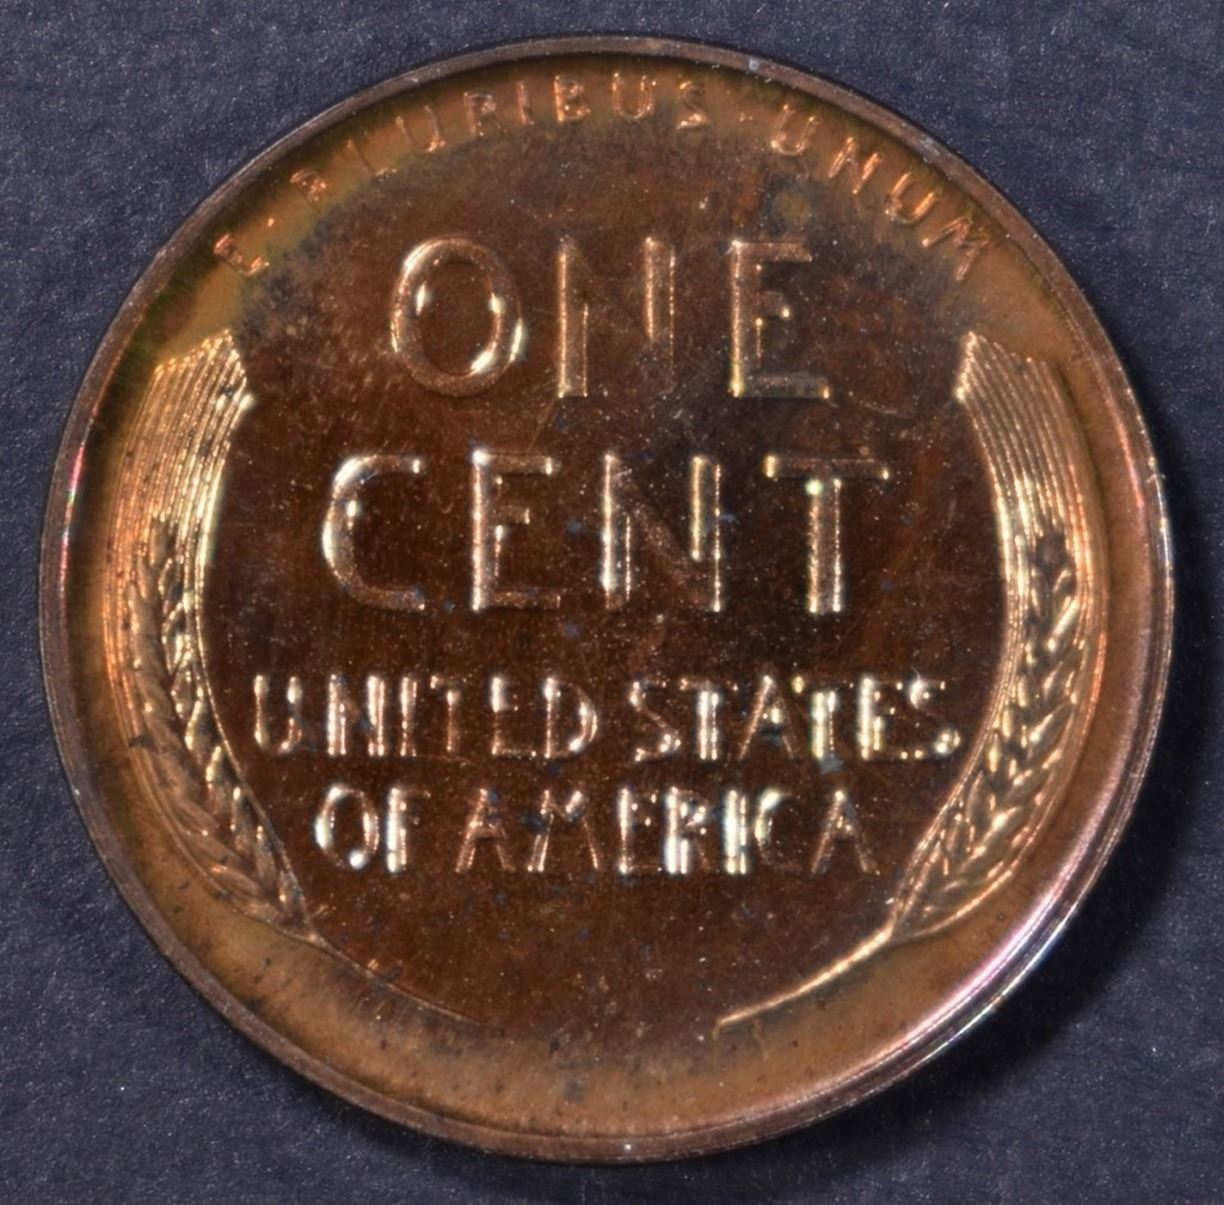 E·PLURIBUS·UNUM
ONE
CENT
UNITED STATES
OF AMERICA